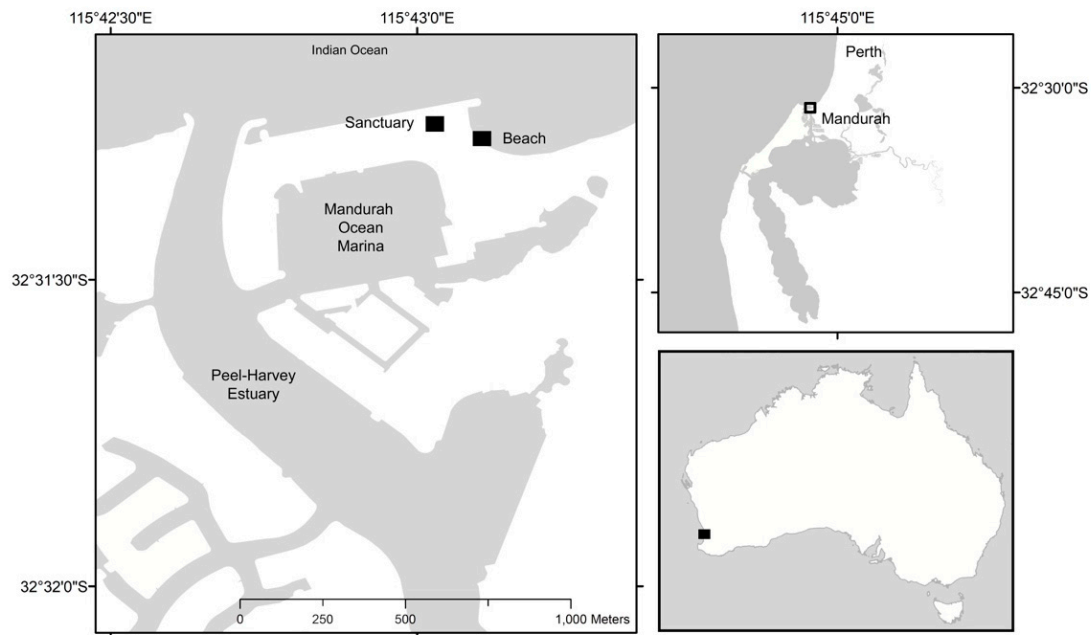 115°42'30"E
115°43'0"E
115°45'0"E
Indian Ocean
Perth
32°30'0"S
Sanctuary
Mandurah
Beach
Mandurah
Ocean
Marina
32°31'30"S
32°45'0"S
Peel-Harvey
Estuary
32°32'0"S
0
250
500
1,000 Meters